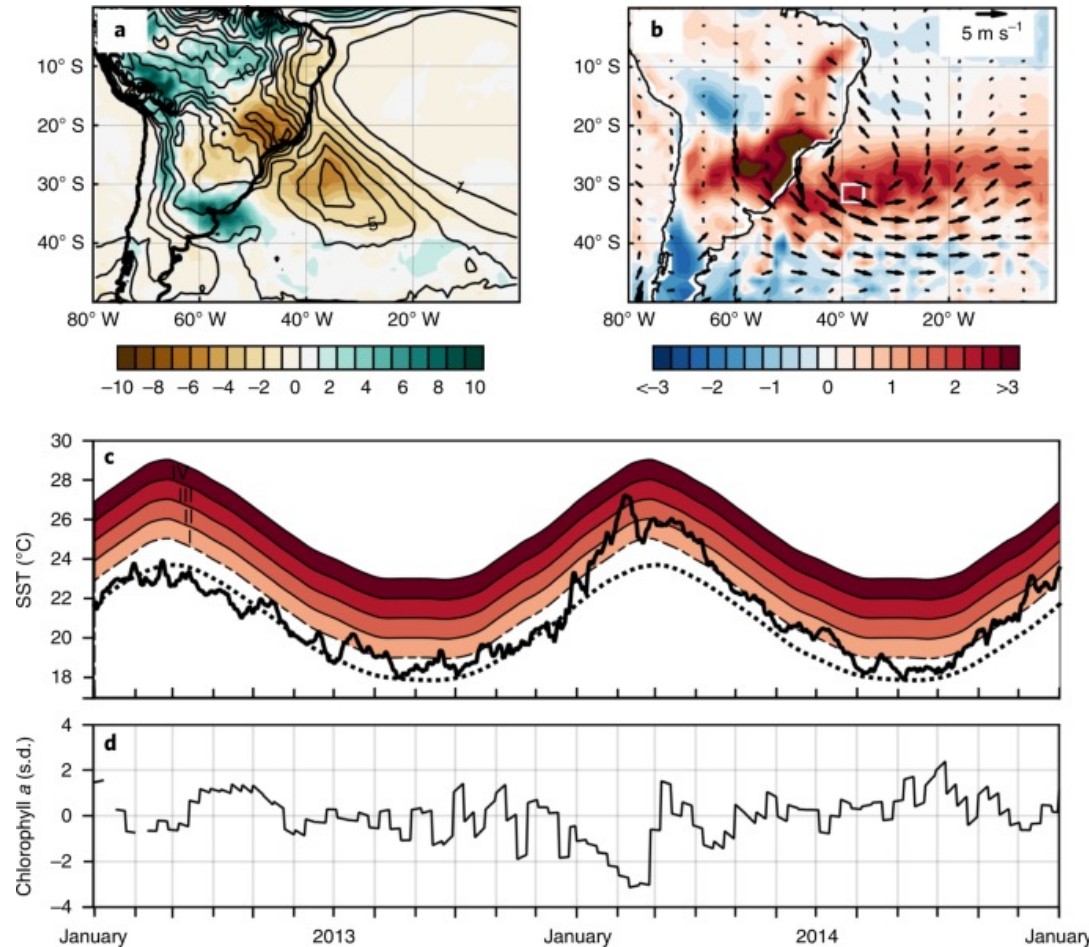 a
10
1
5
10° S
20° S
30° S
40° S
80° W 60° W 40° W 20° W
–10 –8 –6 –4 –2 0 2 4 6 8 10
b
5 m s⁻¹
10° S
20° S
30° S
40° S
80° W 60° W 40° W 20° W
<–3 –2 –1 0 1 2 >3
c
SST (°C)
30
28
26
24
22
20
18
IV
III
II
I
d
Chlorophyll a (s.d.)
4
2
0
–2
–4
January 2013 January 2014 January